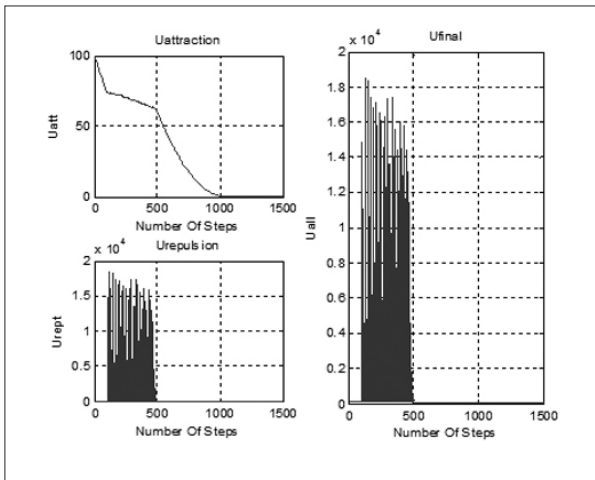 Uattraction
100
50
0
Uatt
0 500 1000 1500
Number Of Steps
x 10^4
Urepulsion
2
1.5
1
0.5
0
Urept
0 500 1000 1500
Number Of Steps
x 10^4
Ufinal
2
1.8
1.6
1.4
1.2
1
0.8
0.6
0.4
0.2
0
Uall
0 500 1000 1500
Number Of Steps